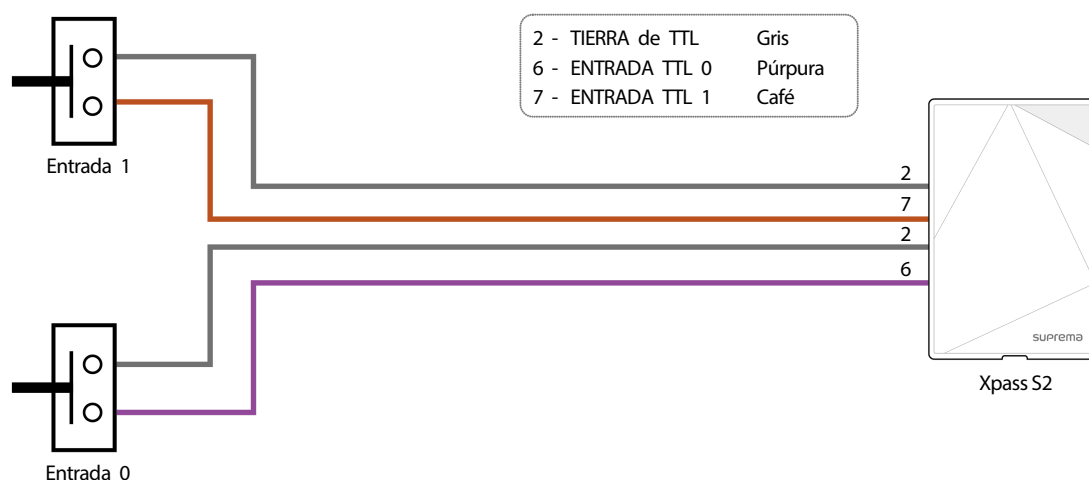 2 - TIERRA de TTL Gris
6 - ENTRADA TTL 0 Púrpura
7 - ENTRADA TTL 1 Café
Entrada 1
2
7
2
6
suprema
Xpass S2
Entrada 0